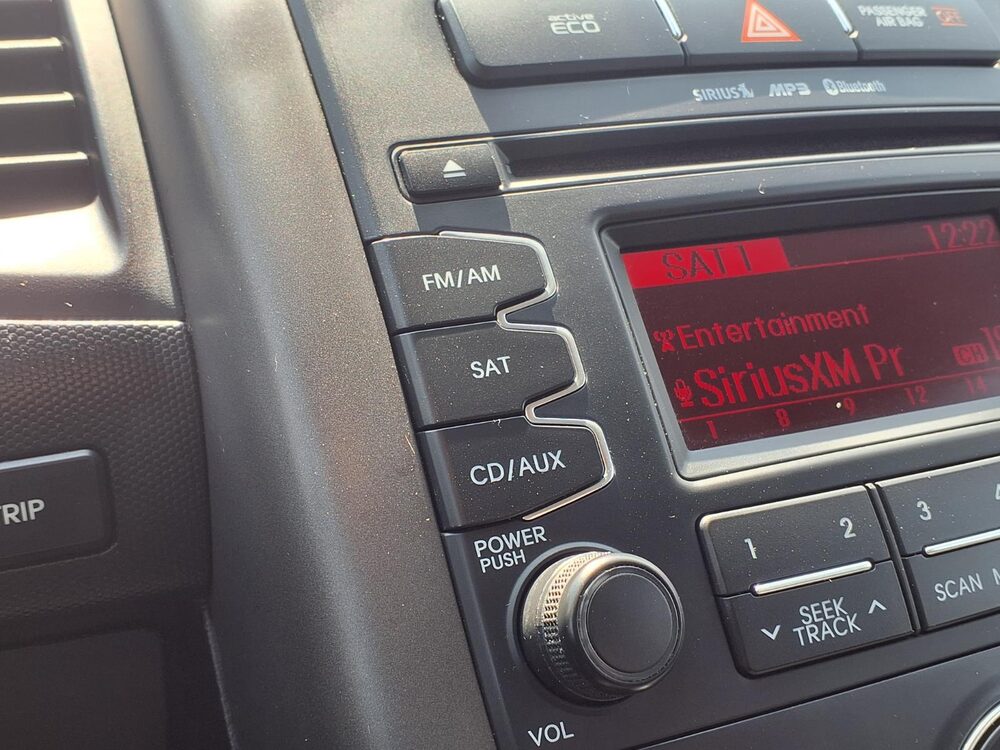 active
ECO
PASSENGER
AIR BAG OFF
SIRIUS MP3 Bluetooth
FM/AM
SAT
CD/AUX
SAT1 12:22
Entertainment
SiriusXM Pr CH
1 8 9 12 14
TRIP
POWER
PUSH
VOL
1 2
SEEK
TRACK
3
SCAN